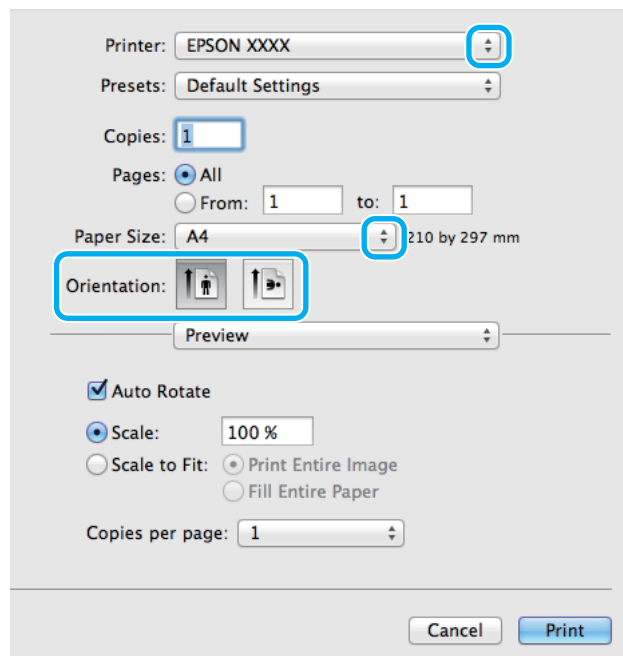 Printer: EPSON XXXX
Presets: Default Settings
Copies: 1
Pages: All
From: 1 to: 1
Paper Size: A4 210 by 297 mm
Orientation:
Preview
Auto Rotate
Scale: 100 %
Scale to Fit: Print Entire Image
Fill Entire Paper
Copies per page: 1
Cancel Print